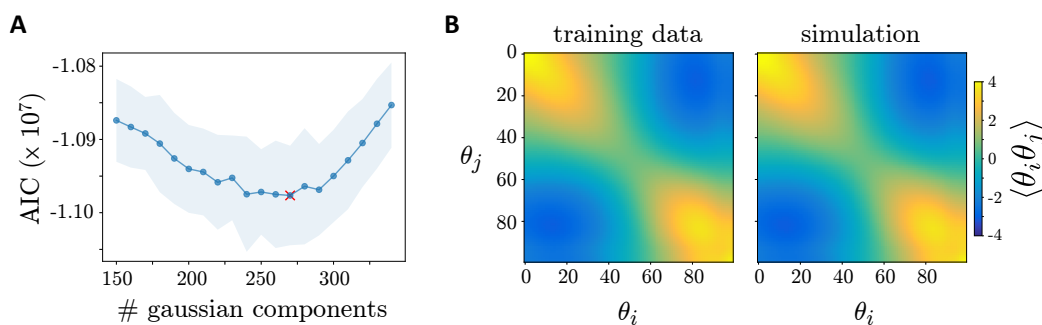 A
-1.08
-1.09
-1.10
AIC (× 10⁷)
150 200 250 300
# gaussian components
B
training data simulation
0
20
40
60
80
θj
0 20 40 60 80
0 20 40 60 80
θi θi
4
2
0
−2
−4
⟨θiθj⟩